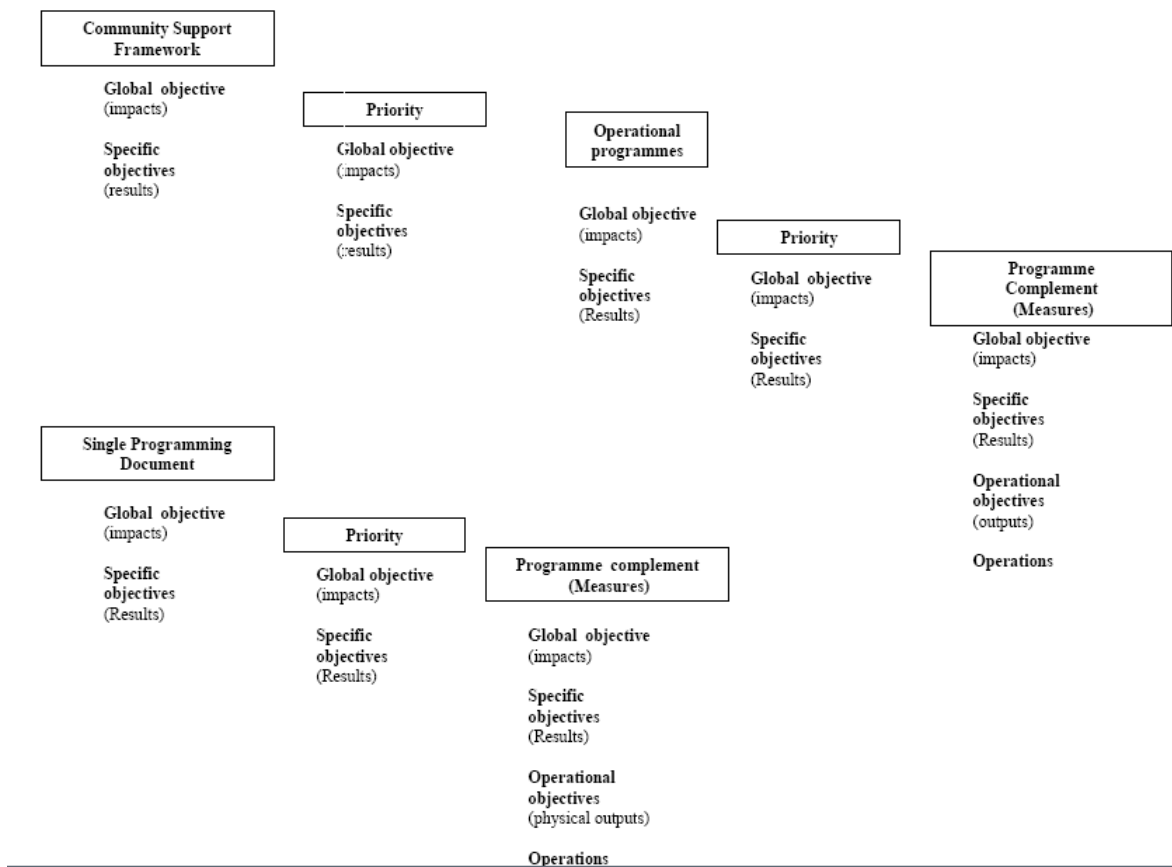 Community Support
Framework
Global objective
(impacts)
Specific
objectives
(results)
Priority
Global objective
(impacts)
Specific
objectives
(results)
Operational
programmes
Global objective
(impacts)
Specific
objectives
(Results)
Priority
Global objective
(impacts)
Specific
objectives
(Results)
Programme
Complement
(Measures)
Global objective
(impacts)
Specific
objectives
(Results)
Operational
objectives
(outputs)
Operations
Single Programming
Document
Global objective
(impacts)
Specific
objectives
(Results)
Priority
Global objective
(impacts)
Specific
objectives
(Results)
Programme complement
(Measures)
Global objective
(impacts)
Specific
objectives
(Results)
Operational
objectives
(physical outputs)
Operations